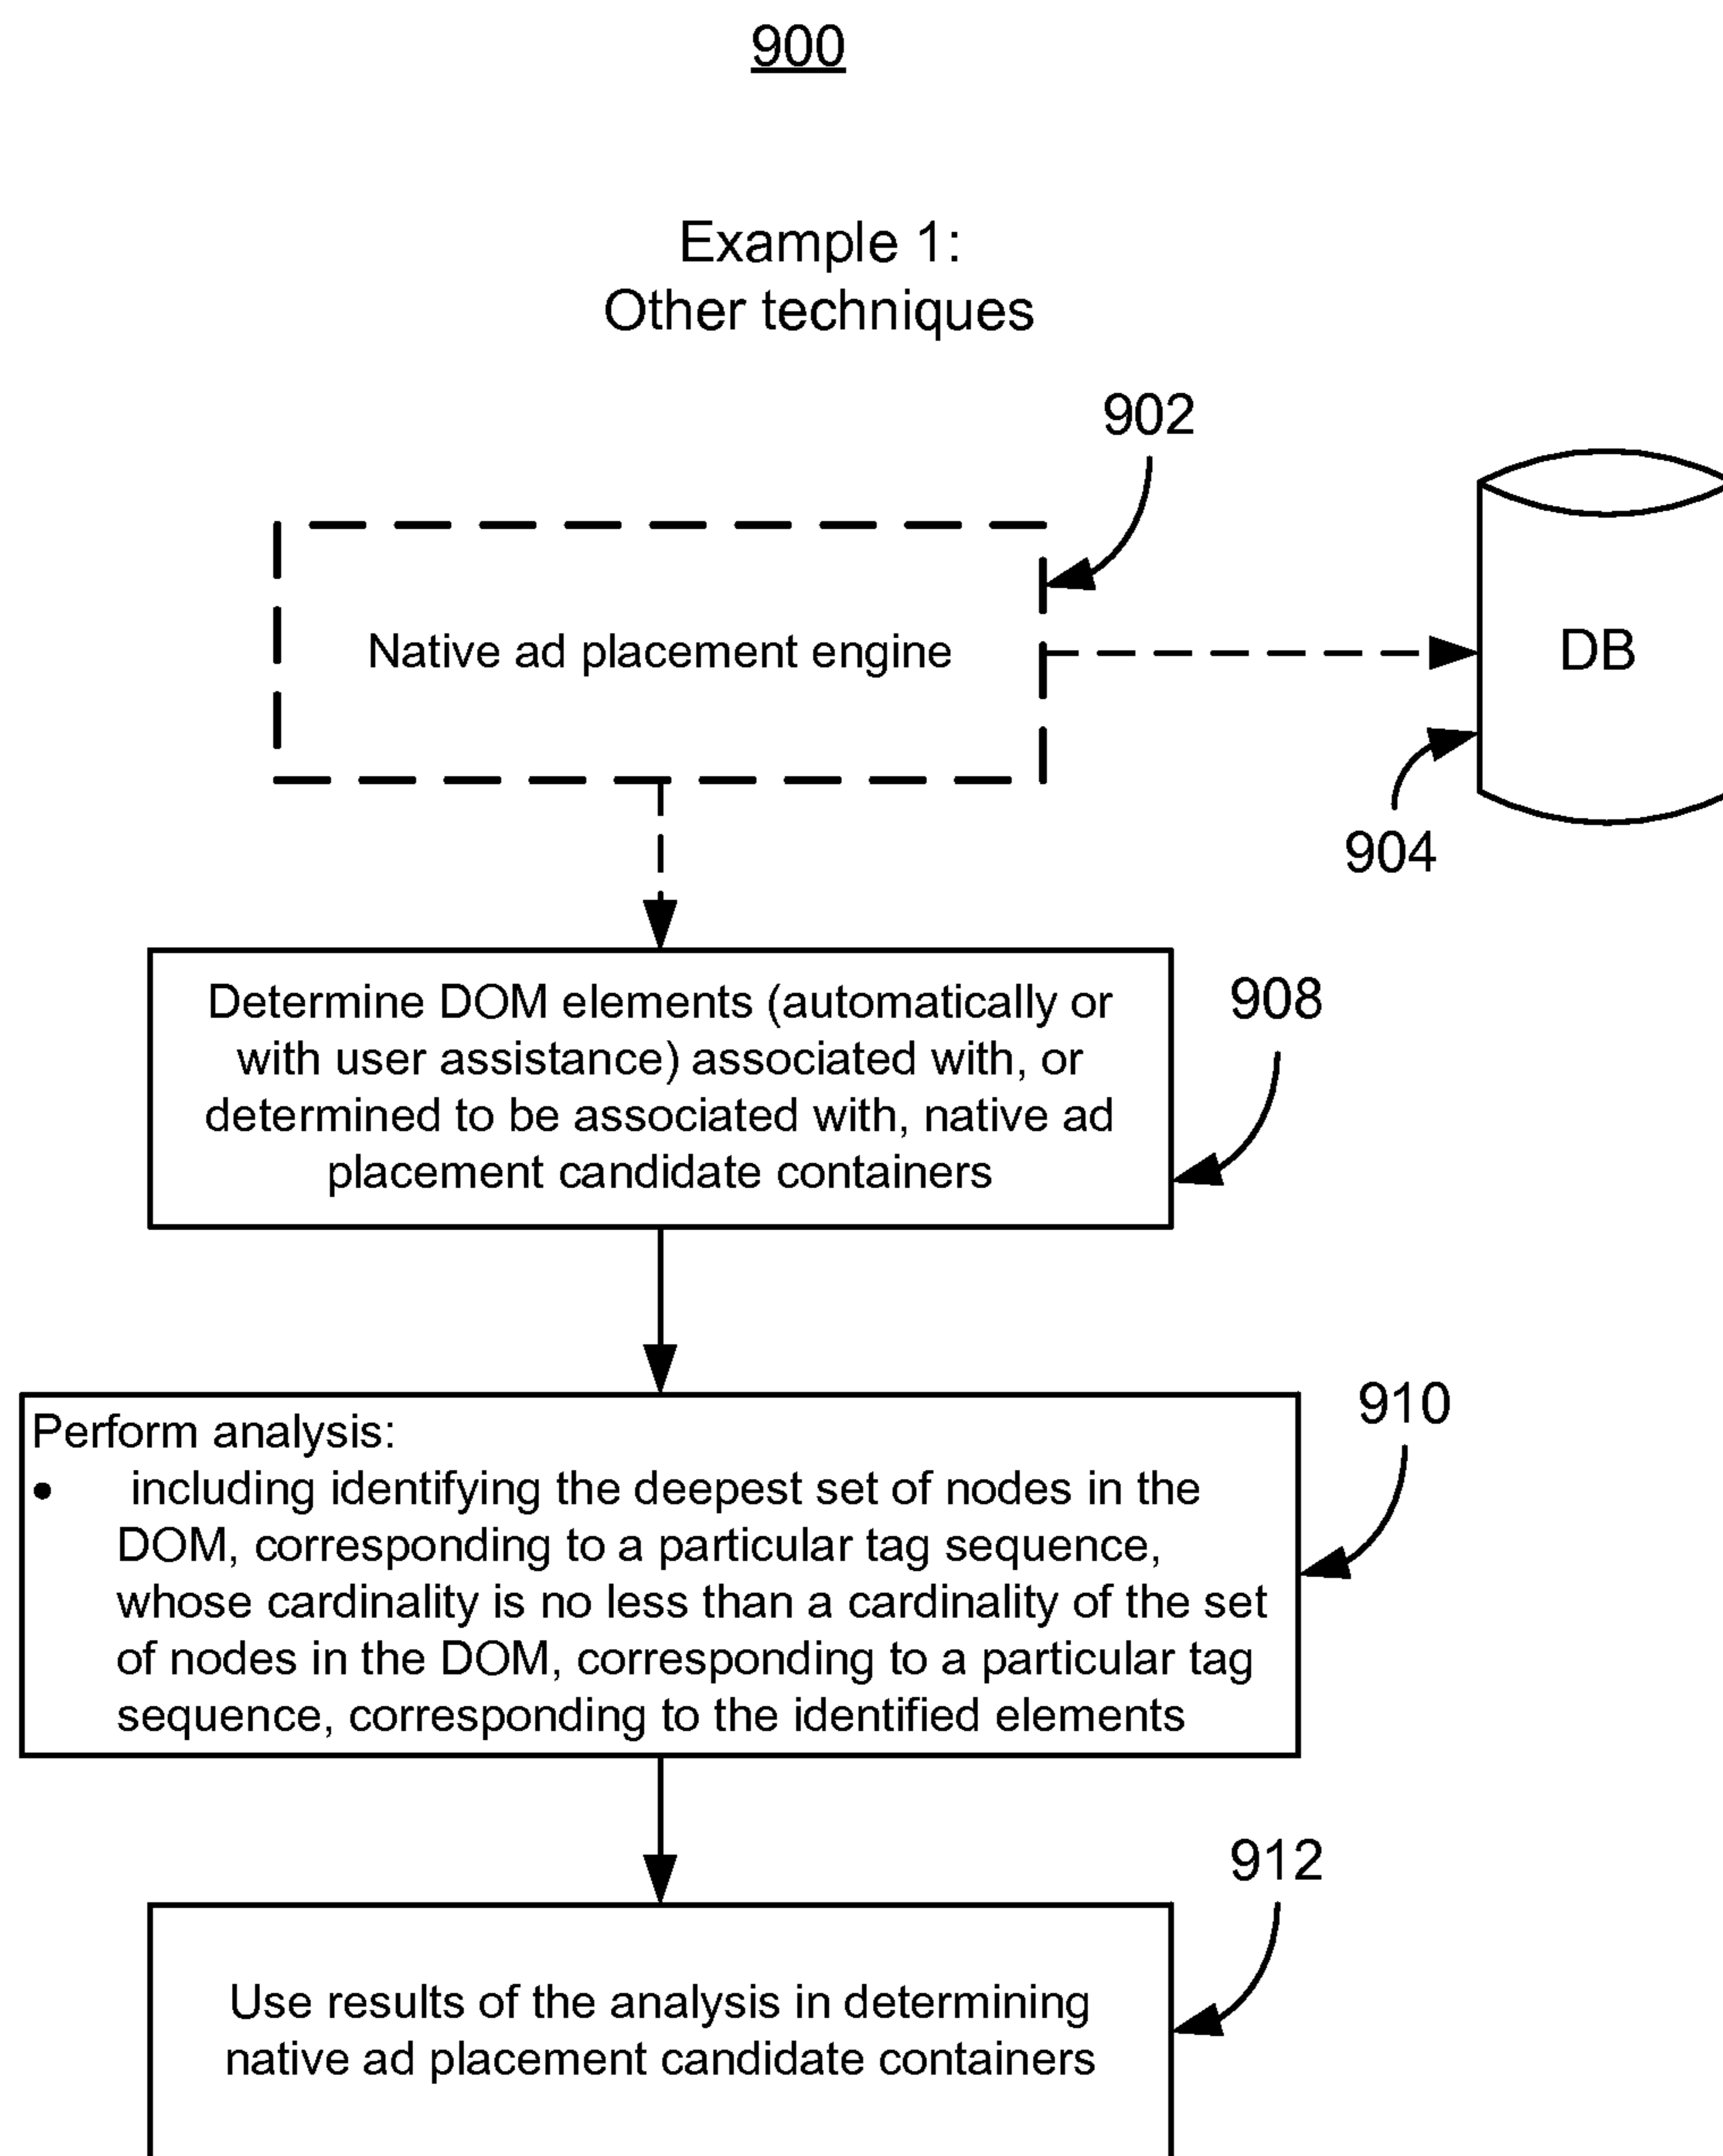 900
Example 1:
Other techniques
902
Native ad placement engine
DB
904
Determine DOM elements (automatically or
with user assistance) associated with, or
determined to be associated with, native ad
placement candidate containers
908
Perform analysis:
• including identifying the deepest set of nodes in the
DOM, corresponding to a particular tag sequence,
whose cardinality is no less than a cardinality of the set
of nodes in the DOM, corresponding to a particular tag
sequence, corresponding to the identified elements
910
Use results of the analysis in determining
native ad placement candidate containers
912